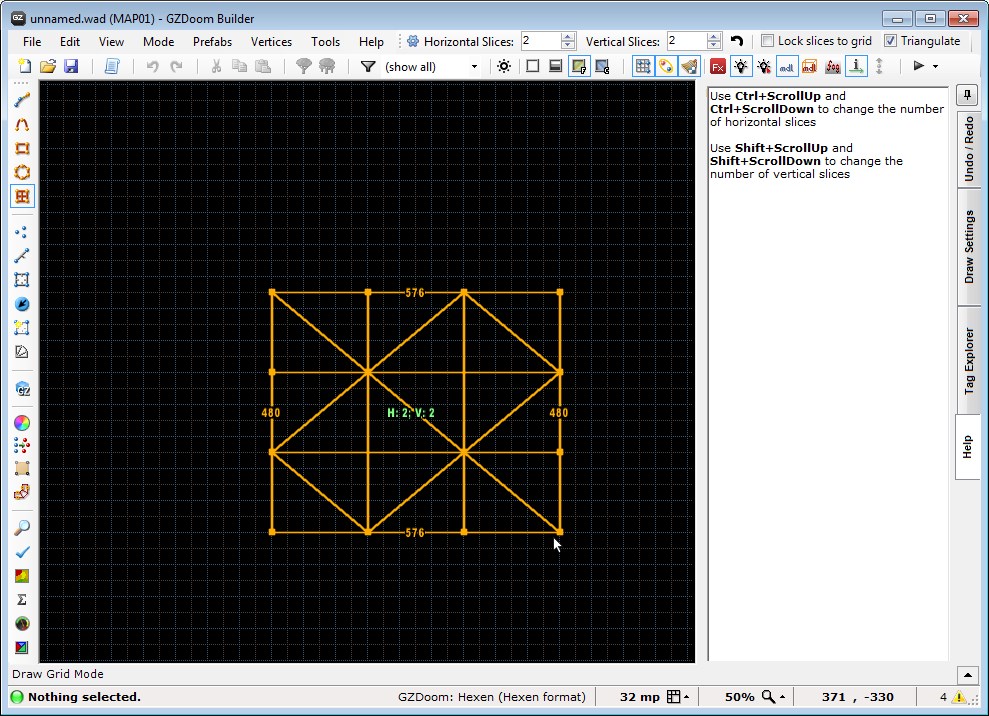 unnamed.wad (MAP01) - GZDoom Builder
File Edit View Mode Prefabs Vertices Tools Help Horizontal Slices: 2 Vertical Slices: 2 Lock slices to grid Triangulate
(show all) Fx mdl mdl
Use Ctrl+ScrollUp and
Ctrl+ScrollDown to change the number
of horizontal slices
Use Shift+ScrollUp and
Shift+ScrollDown to change the
number of vertical slices
Undo / Redo
Draw Settings
Tag Explorer
Help
576
480 H: 2; V: 2 480
576
Draw Grid Mode
Nothing selected. GZDoom: Hexen (Hexen format) 32 mp 50% 371 , -330 4